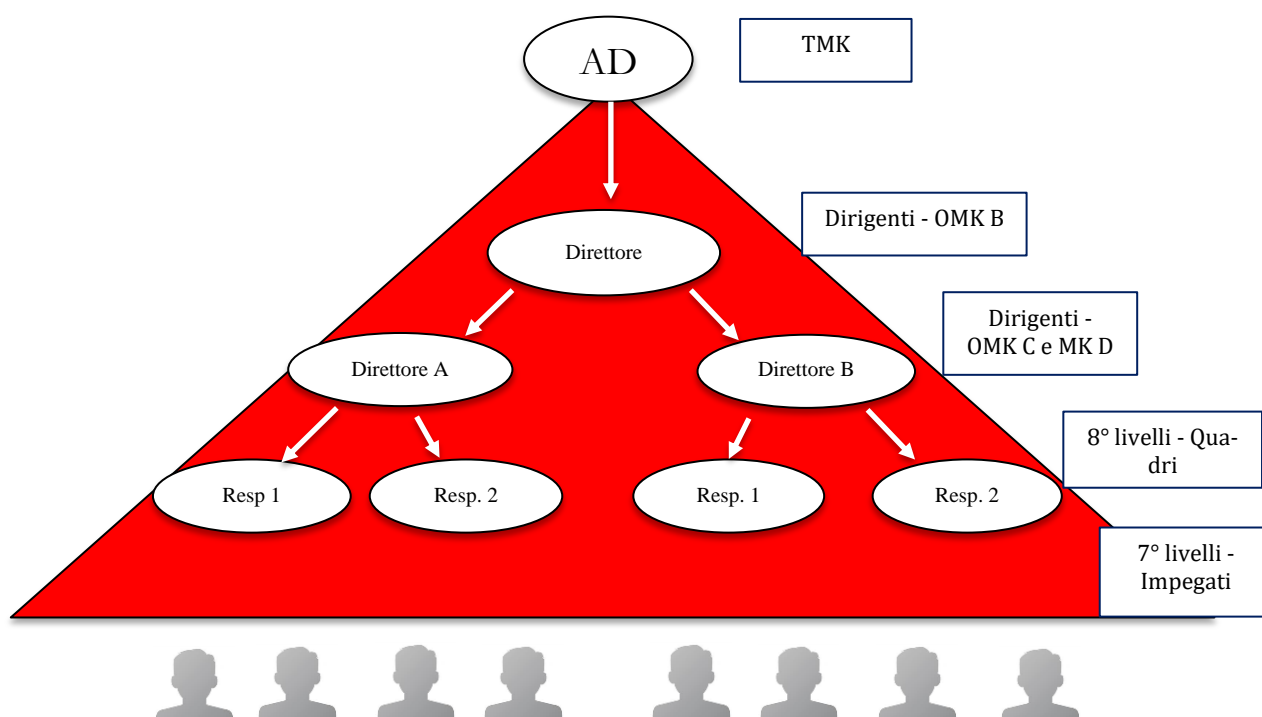 AD
TMK
Dirigenti - OMK B
Direttore
Dirigenti -
OMK C e MK D
Direttore A
Direttore B
8° livelli - Qua-
dri
Resp 1
Resp. 2
Resp. 1
Resp. 2
7° livelli -
Impegati